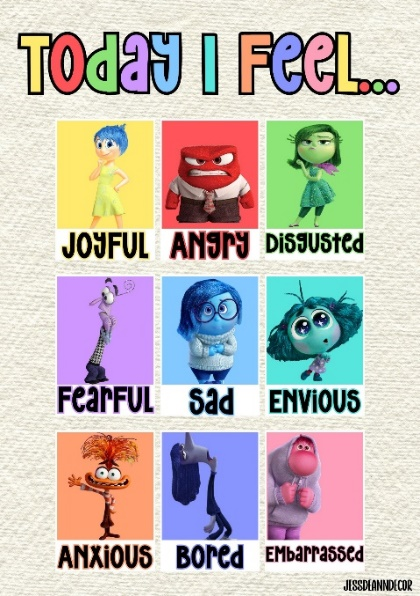 Today I Feel...
Joyful Angry Disgusted
Fearful Sad Envious
Anxious Bored Embarrassed
JESSDEANNDECOR